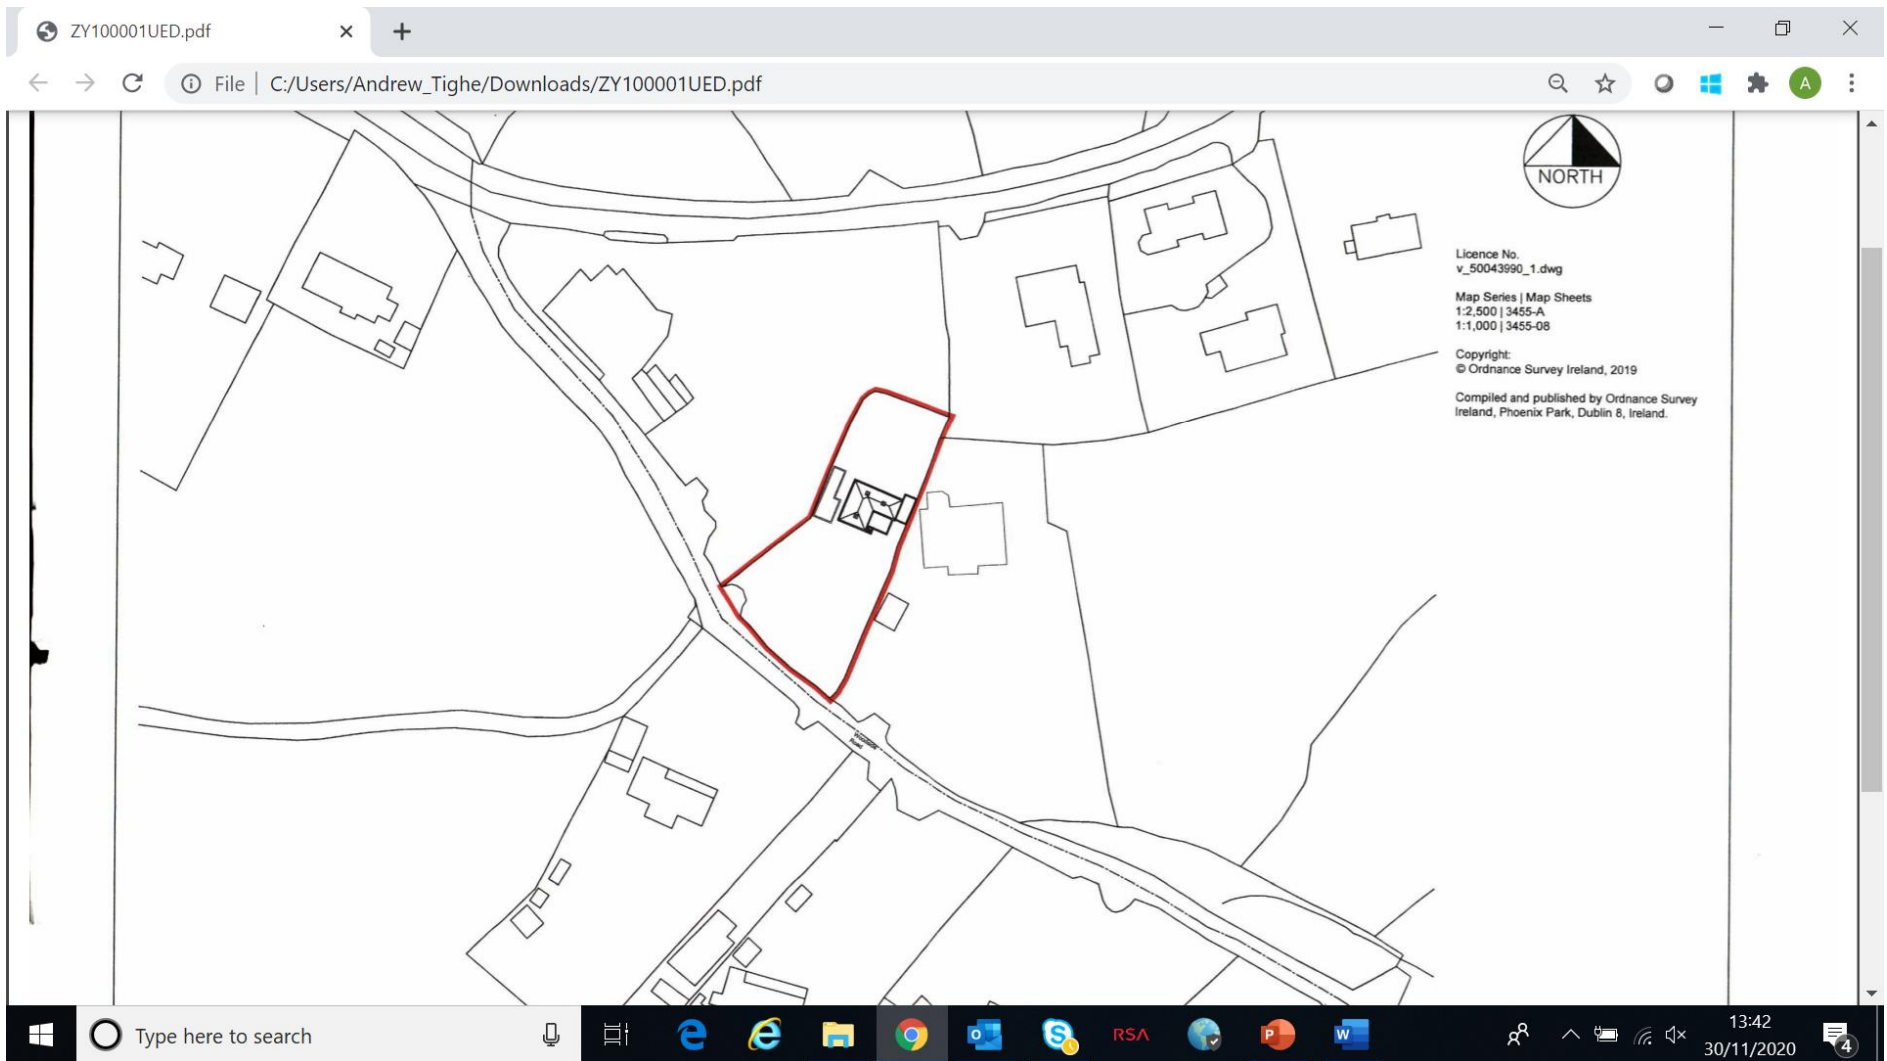 ZY100001UED.pdf
File
C:/Users/Andrew_Tighe/Downloads/ZY100001UED.pdf
A
NORTH
Licence No.
v_50043990_1.dwg
Map Series | Map Sheets
1:2,500 | 3455-A
1:1,000 | 3455-08
Copyright:
© Ordnance Survey Ireland, 2019
Compiled and published by Ordnance Survey
Ireland, Phoenix Park, Dublin 8, Ireland.
Road
Type here to search
RSA
13:42
30/11/2020
4